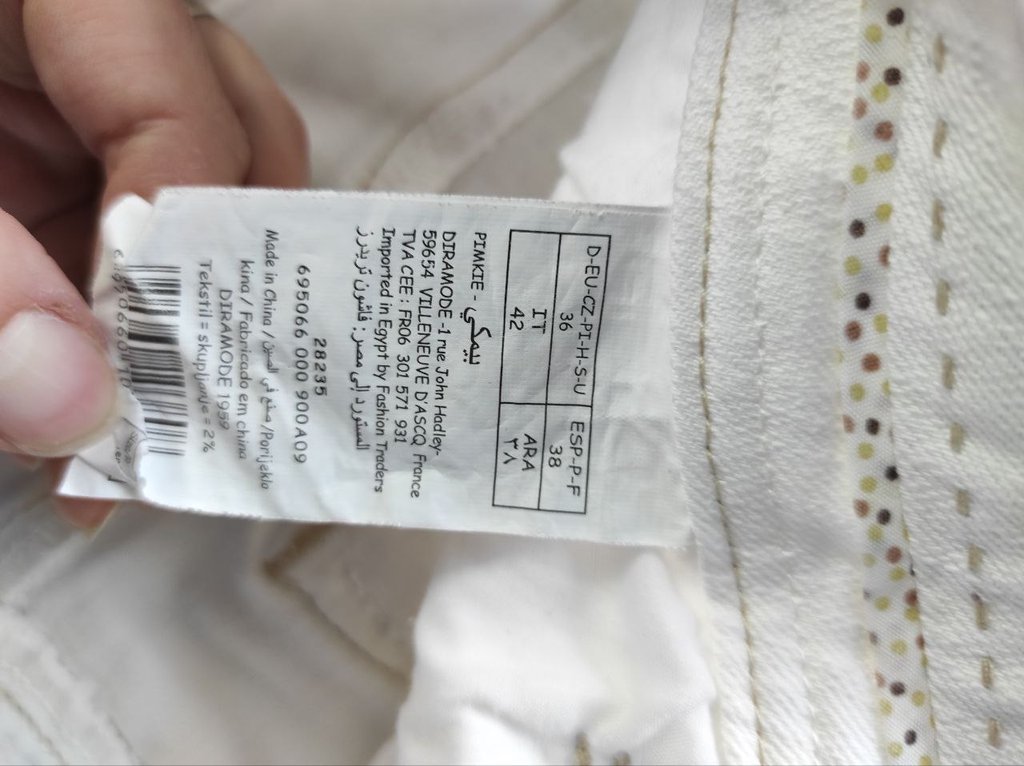 D-EU-CZ-PI-H-S-U ESP-P-F
36 38
IT ARA
42 ٣٨
PIMKIE - بيمكي
DIRAMODE -1 rue John Hadley-
59654 VILLENEUVE D'ASCQ France
TVA CEE : FR06 301 571 931
Imported in Egypt by Fashion Traders
المستورد إلى مصر: فاشون تريدرز
28235
695066 000 900A09
Made in China / صنع في الصين /Porijeklo
kina / Fabricado em china
DIRAMODE 1959
Tekstil = skupljanje = 2%